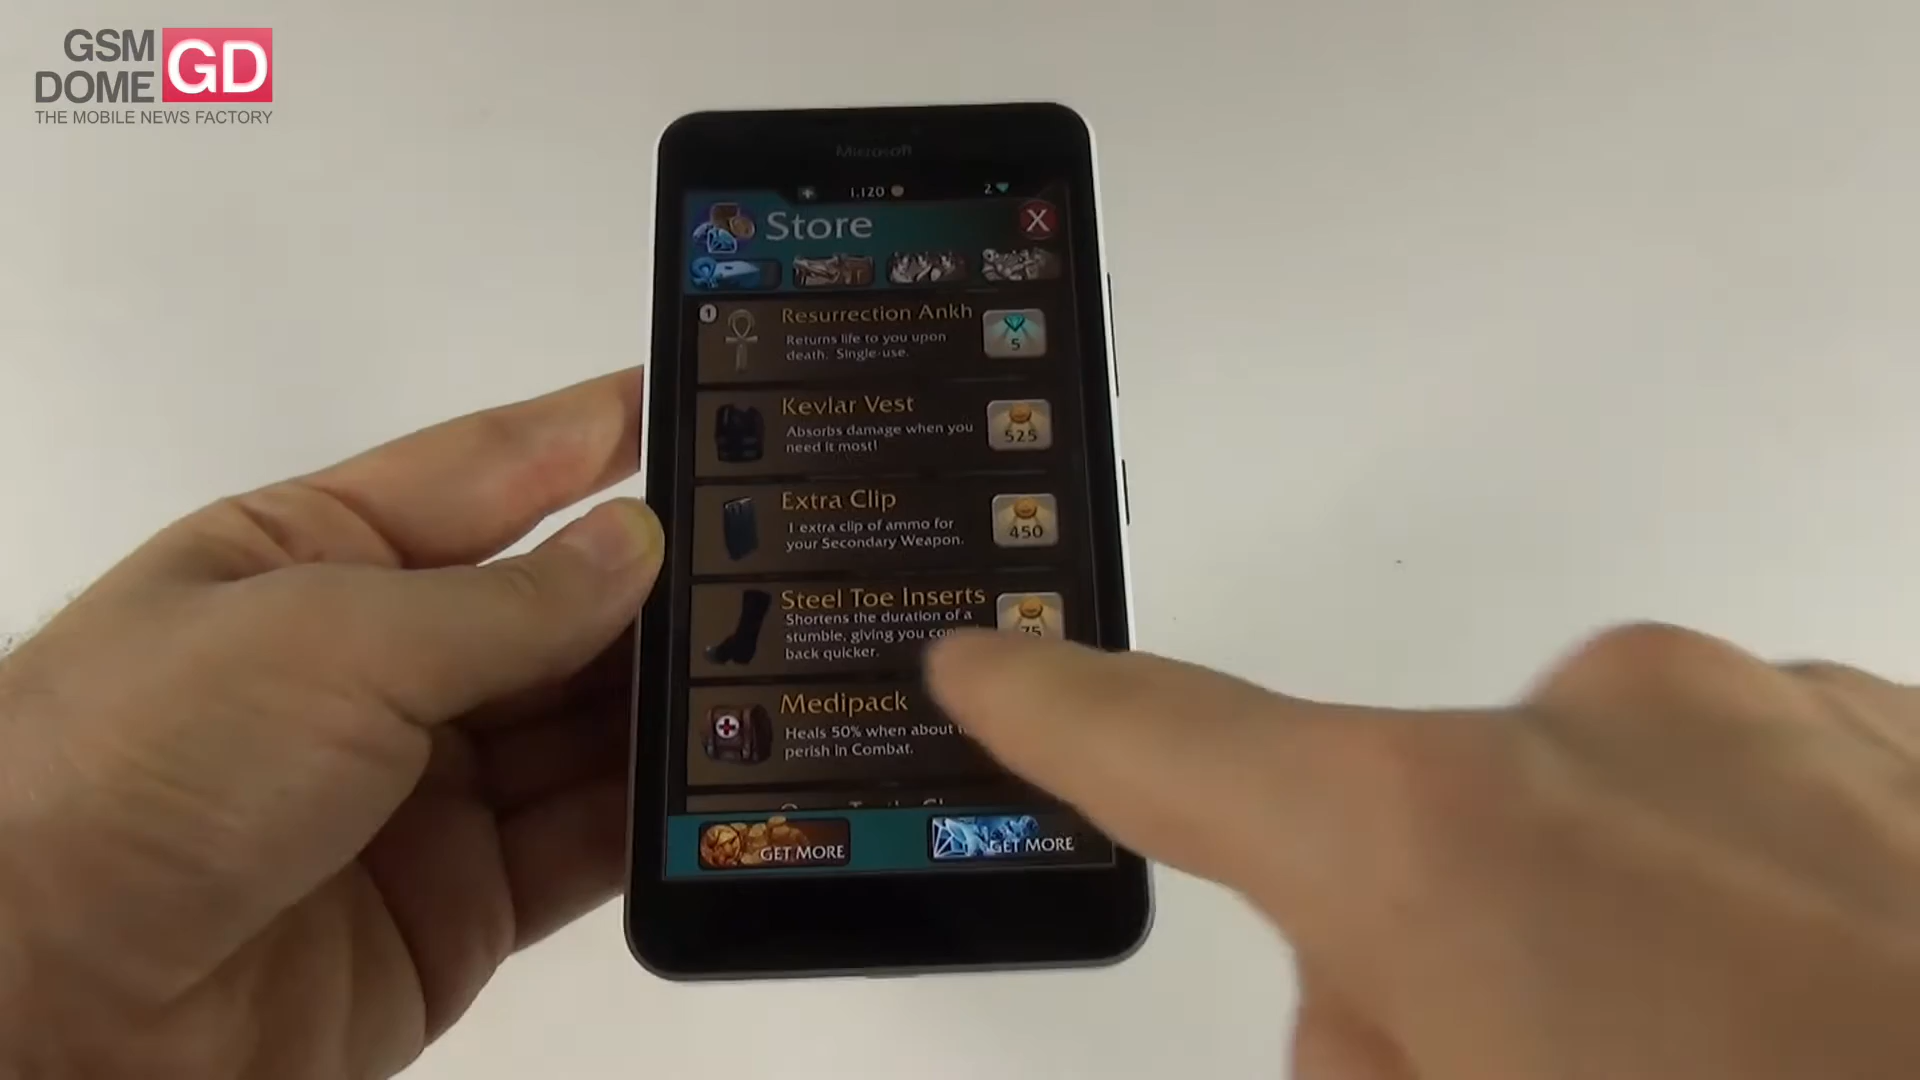 GSM
DOME
GD
THE MOBILE NEWS FACTORY
Microsoft
1,120
2
Store
X
1
Resurrection Ankh
Returns life to you upon
death. Single-use.
5
Kevlar Vest
Absorbs damage when you
need it most!
525
Extra Clip
1 extra clip of ammo for
your Secondary Weapon.
450
Steel Toe Inserts
Shortens the duration of a
stumble, giving you
back quicker.
75
Medipack
Heals 50% when about
perish in Combat.
GET MORE
GET MORE